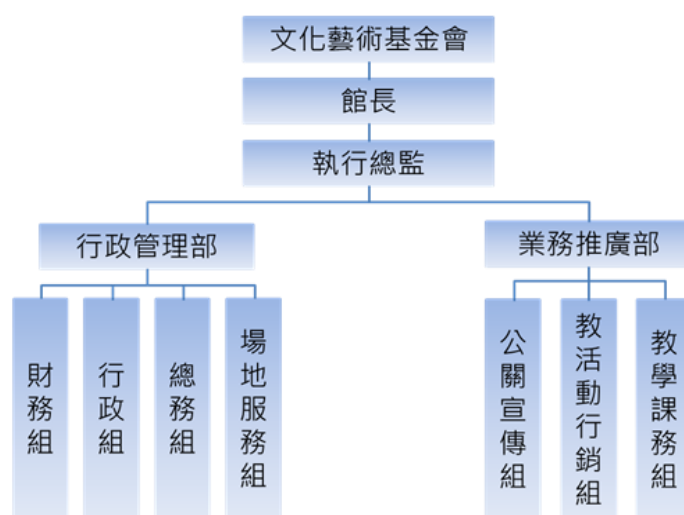 文化藝術基金會
館長
執行總監
行政管理部
業務推廣部
財務組
行政組
總務組
場地服務組
公關宣傳組
教活動行銷組
教學課務組